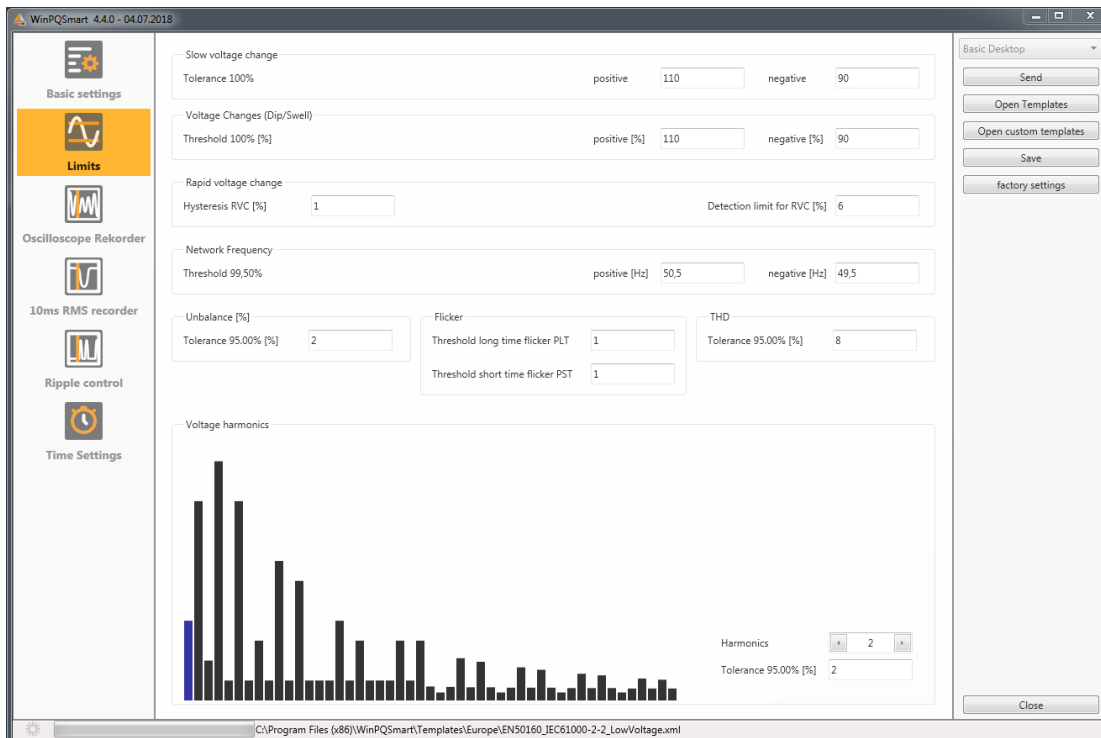 WinPQSmart 4.4.0 - 04.07.2018
Basic settings
Limits
Oscilloscope Rekorder
10ms RMS recorder
Ripple control
Time Settings
Slow voltage change
Tolerance 100% positive 110 negative 90
Voltage Changes (Dip/Swell)
Threshold 100% [%] positive [%] 110 negative [%] 90
Rapid voltage change
Hysteresis RVC [%] 1 Detection limit for RVC [%] 6
Network Frequency
Threshold 99,50% positive [Hz] 50,5 negative [Hz] 49,5
Unbalance [%]
Tolerance 95.00% [%] 2
Flicker
Threshold long time flicker PLT 1
Threshold short time flicker PST 1
THD
Tolerance 95.00% [%] 8
Voltage harmonics
Harmonics 2
Tolerance 95.00% [%] 2
Basic Desktop
Send
Open Templates
Open custom templates
Save
factory settings
Close
C:\Program Files (x86)\WinPQSmart\Templates\Europe\EN50160_IEC61000-2-2_LowVoltage.xml